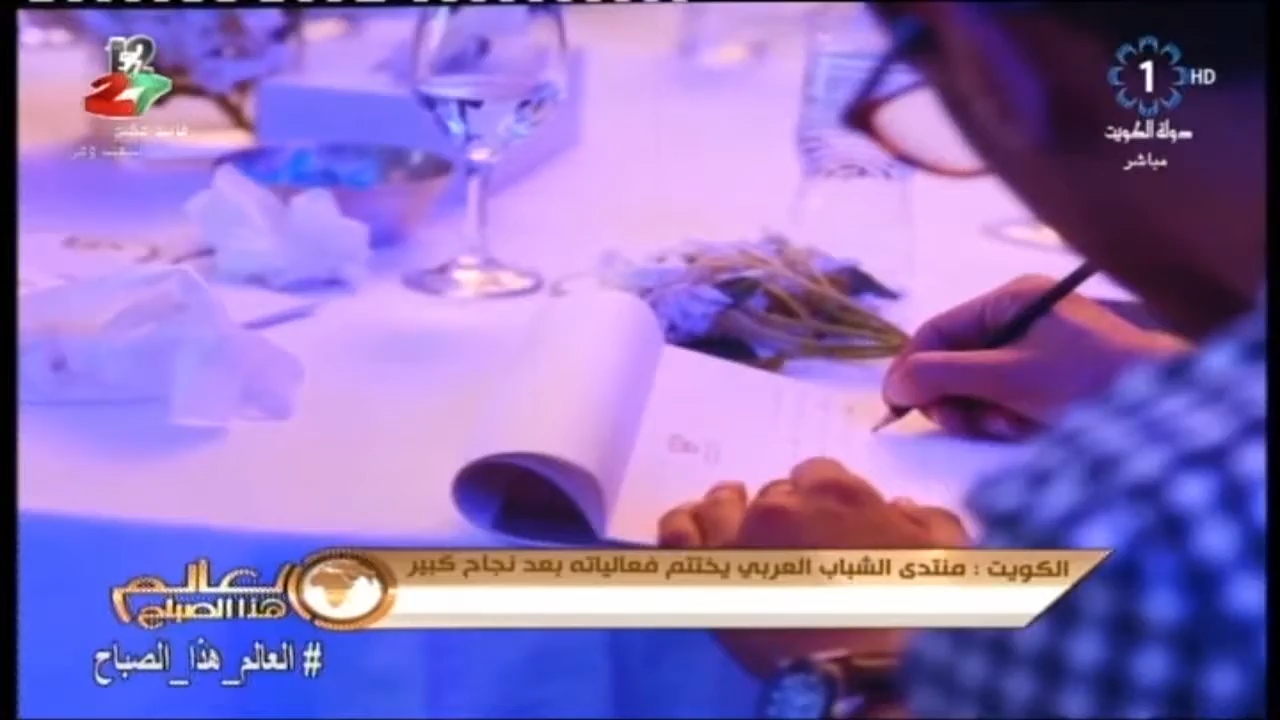 1 HD
دولة الكويت
مباشر
الكويت : منتدى الشباب العربي يختتم فعالياته بعد نجاح كبير
العالم
هذا الصباح
# العالم_هذا_الصباح